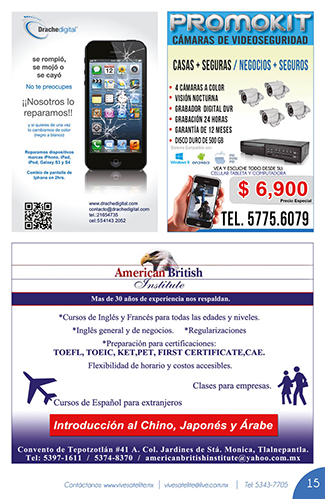 Drachedigital
se rompió,
se mojó o
se cayó
No te preocupes
¡¡Nosotros lo
reparamos!!
y si quieres de una vez
lo cambiamos de color
(negro a blanco)
Reparamos dispositivos
marcas iPhone, iPad,
iPod, Galaxy S3 y S4
Cambio de pantalla de
Iphone en 2hrs.
www.drachedigital.com
contacto@drachedigital.com
tel.:21654735
cel:554143 2052
PROMOKIT
CÁMARAS DE VIDEOSEGURIDAD
CASAS + SEGURAS / NEGOCIOS + SEGUROS
• 4 CÁMARAS A COLOR
• VISIÓN NOCTURNA
• GRABADOR DIGITAL DVR
• GRABACIÓN 24 HORAS
• GARANTÍA DE 12 MESES
• DISCO DURO DE 500 GB
Windows 8 android
VEA Y ESCUCHE TODO DESDE SU
CELULAR TABLETA Y COMPUTADORA
$ 6,900
Precio Especial
TEL. 5775.6079
American British
Institute
Mas de 30 años de experiencia nos respaldan.
*Cursos de Inglés y Francés para todas las edades y niveles.
*Inglés general y de negocios. *Regularizaciones
*Preparación para certificaciones:
TOEFL, TOEIC, KET,PET, FIRST CERTIFICATE,CAE.
Flexibilidad de horario y costos accesibles.
Clases para empresas.
Cursos de Español para extranjeros
Introducción al Chino, Japonés y Árabe
Convento de Tepotzotlán #41 A. Col. Jardines de Stá. Monica, Tlalnepantla.
Tel: 5397-1611 / 5374-8370 / americanbritishinstitute@yahoo.com.mx
Contáctanos www.vivesatelite.mx | vivesatelite@live.com.mx | Tel: 5343-7705 15